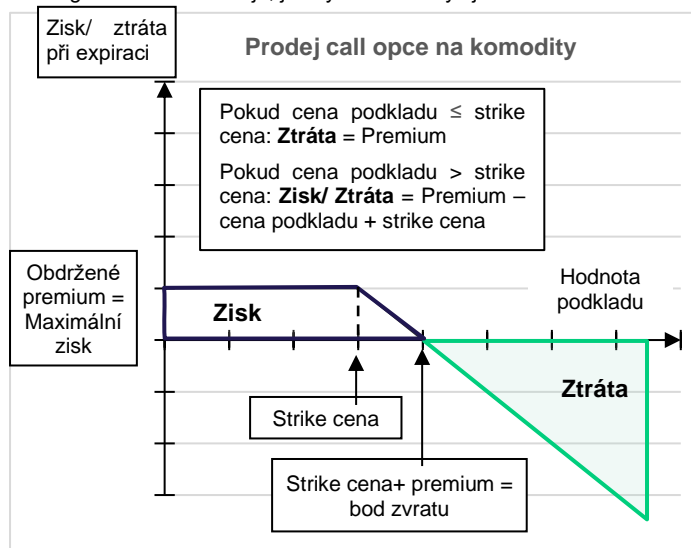 Zisk/ ztráta
při expiraci
Prodej call opce na komodity
Pokud cena podkladu ≤ strike
cena: Ztráta = Premium
Pokud cena podkladu > strike
cena: Zisk/ Ztráta = Premium –
cena podkladu + strike cena
Obdržené
premium =
Maximální
zisk
Zisk
Hodnota
podkladu
Ztráta
Strike cena
Strike cena+ premium =
bod zvratu